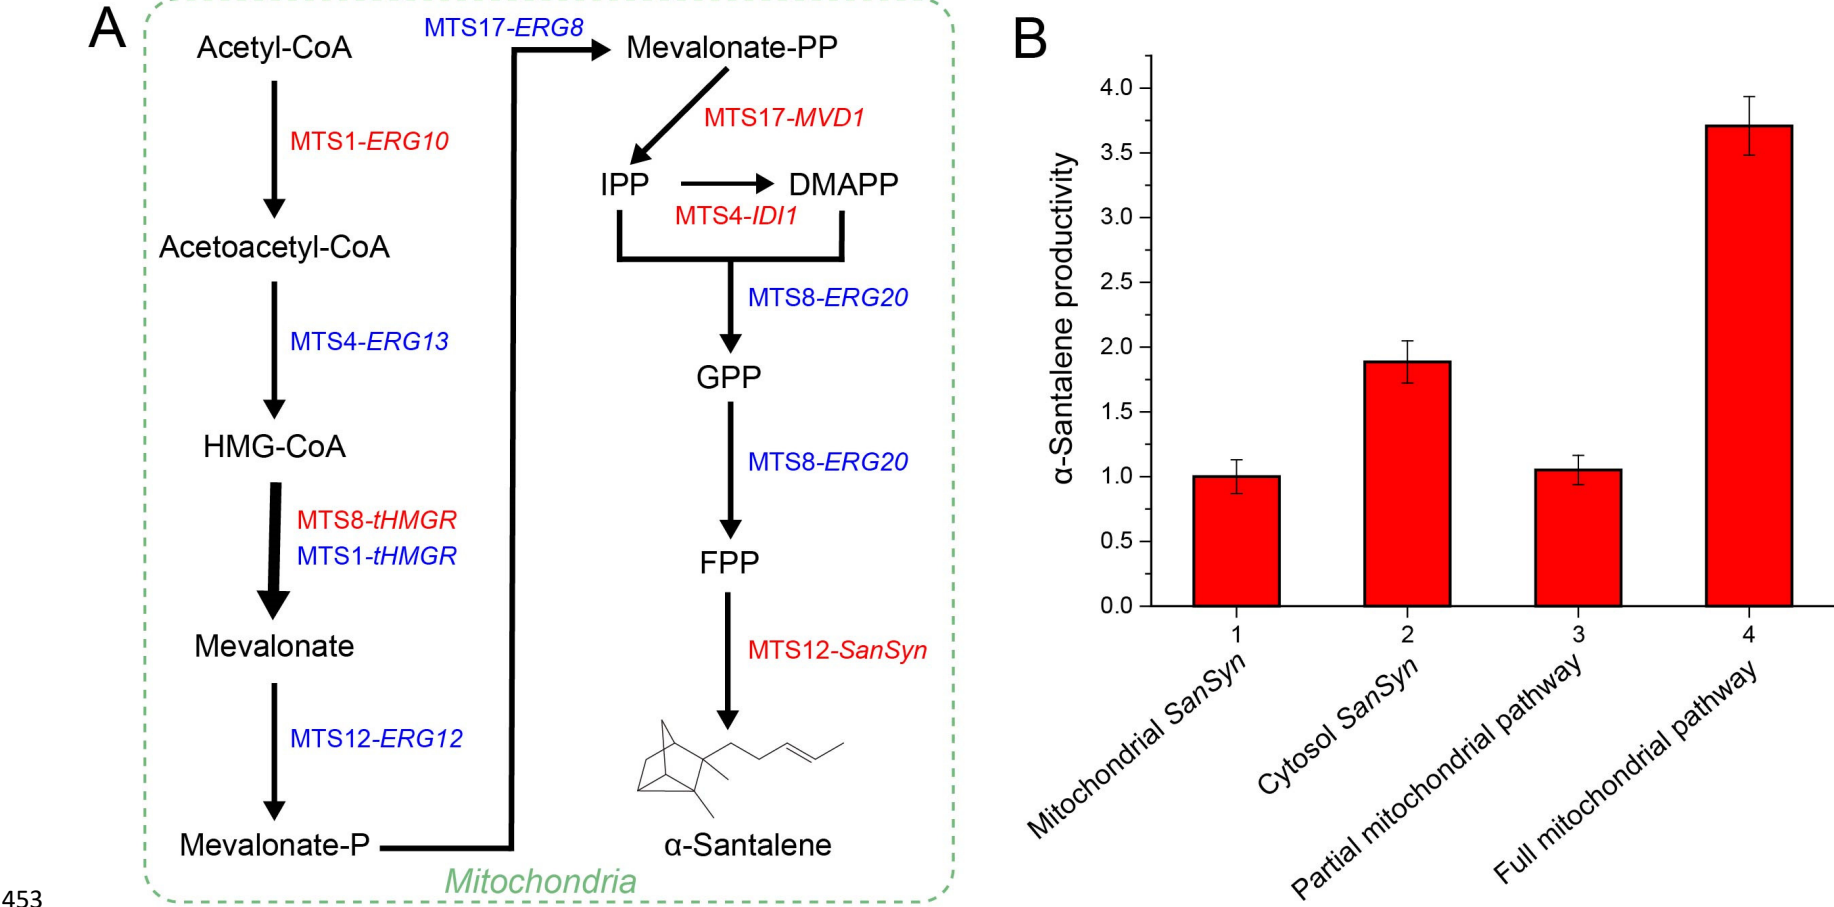 A
Acetyl-CoA
MTS1-ERG10
Acetoacetyl-CoA
MTS4-ERG13
HMG-CoA
MTS8-tHMGR
MTS1-tHMGR
Mevalonate
MTS12-ERG12
Mevalonate-P
MTS17-ERG8
Mevalonate-PP
MTS17-MVD1
IPP
DMAPP
MTS4-IDI1
MTS8-ERG20
GPP
MTS8-ERG20
FPP
MTS12-SanSyn
α-Santalene
Mitochondria
B
α-Santalene productivity
4.0
3.5
3.0
2.5
2.0
1.5
1.0
0.5
0.0
1
2
3
4
Mitochondrial SanSyn
Cytosol SanSyn
Partial mitochondrial pathway
Full mitochondrial pathway
453